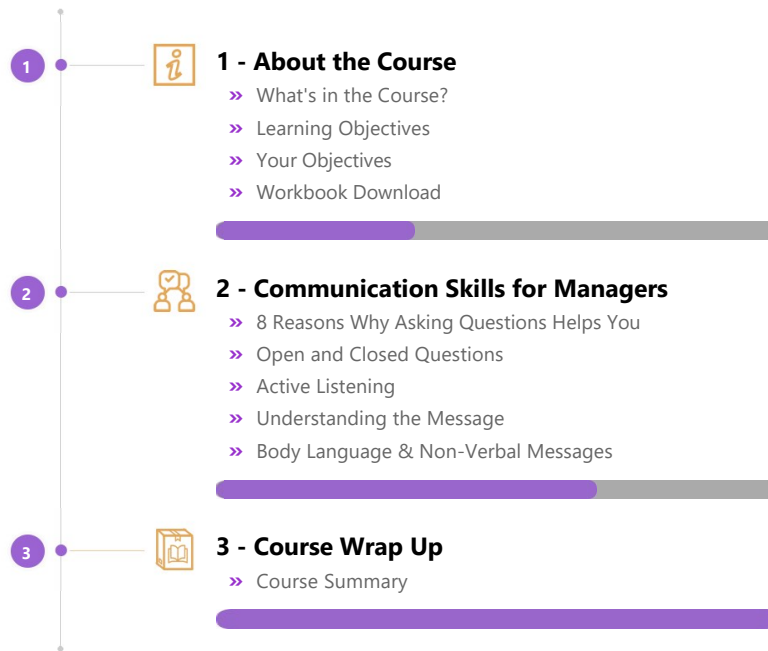 1
1 - About the Course
» What's in the Course?
» Learning Objectives
» Your Objectives
» Workbook Download
2
2 - Communication Skills for Managers
» 8 Reasons Why Asking Questions Helps You
» Open and Closed Questions
» Active Listening
» Understanding the Message
» Body Language & Non-Verbal Messages
3
3 - Course Wrap Up
» Course Summary